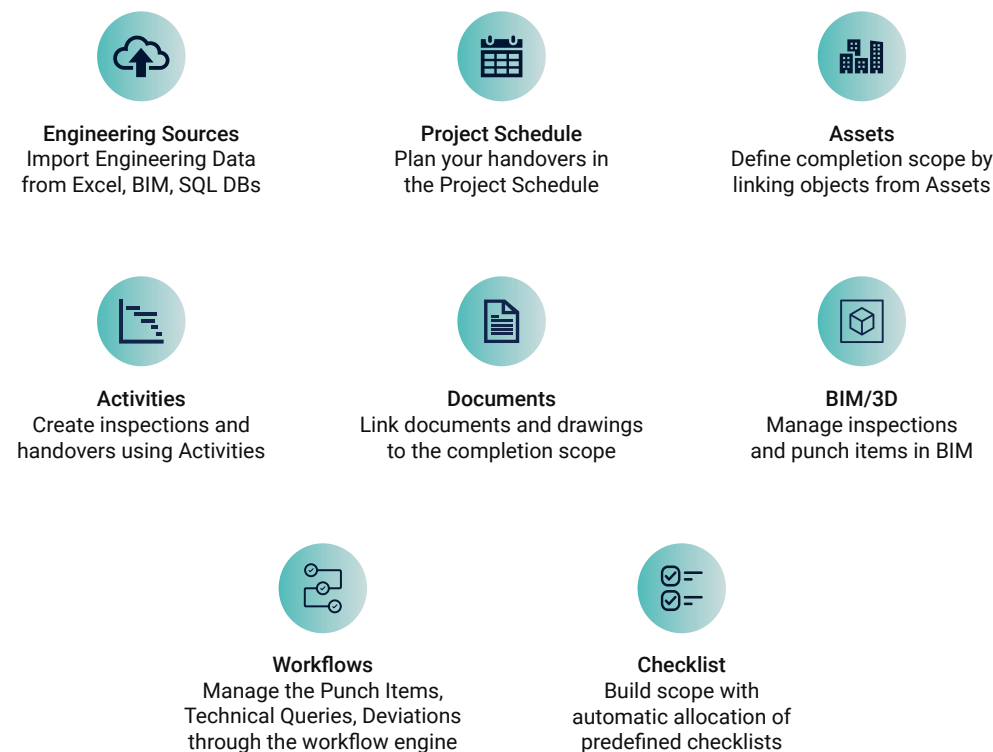 Engineering Sources
Import Engineering Data
from Excel, BIM, SQL DBs
Project Schedule
Plan your handovers in
the Project Schedule
Assets
Define completion scope by
linking objects from Assets
Activities
Create inspections and
handovers using Activities
Documents
Link documents and drawings
to the completion scope
BIM/3D
Manage inspections
and punch items in BIM
Workflows
Manage the Punch Items,
Technical Queries, Deviations
through the workflow engine
Checklist
Build scope with
automatic allocation of
predefined checklists